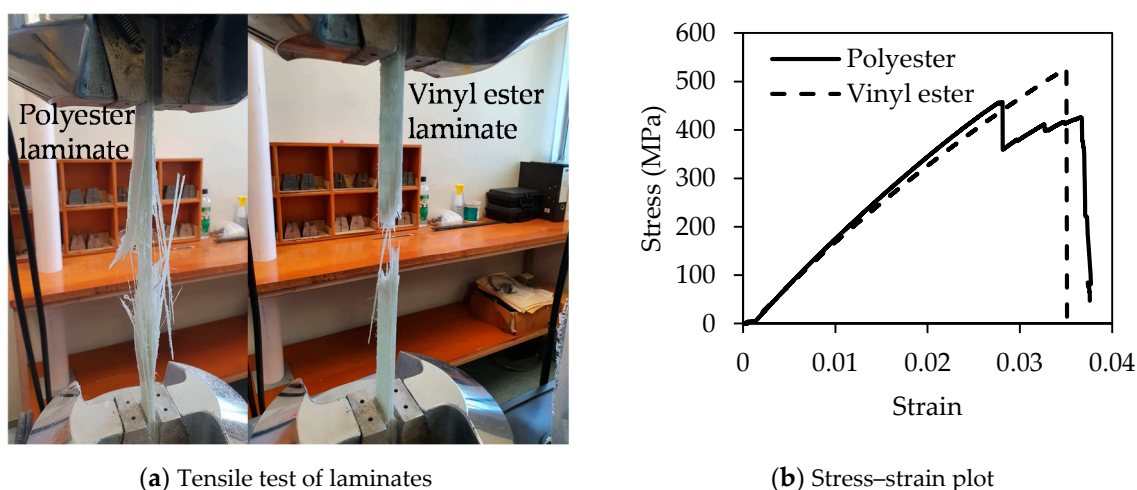 Polyester
laminate
Vinyl ester
laminate
600
500
400
300
200
100
0
Stress (MPa)
Polyester
Vinyl ester
0 0.01 0.02 0.03 0.04
Strain
(a) Tensile test of laminates
(b) Stress–strain plot